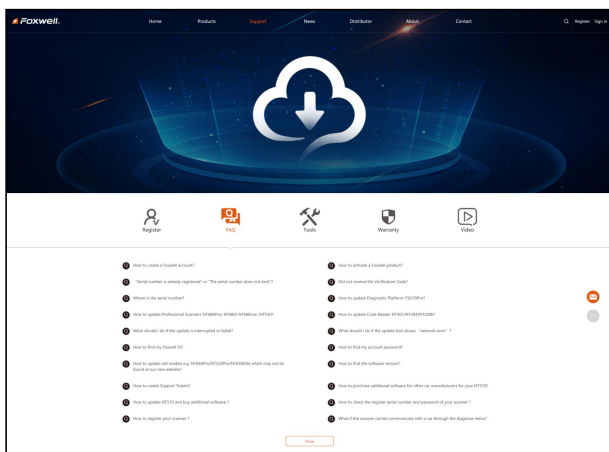 Foxwell.
Home Products Support News Distributor About Contact Register Sign in
Register FAQ Tools Warranty Video
How to create a Foxwell account?
How to activate a Foxwell product?
"Serial number is already registered" or "The serial number does not exist"?
Did not receive the Verification Code?
Where is the serial number?
How to update Diagnostic Platform i70/i70Pro?
How to update Professional Scanners NT680Pro/ NT680/ NT680Lite /NT530?
How to update Code Reader NT301/NT204/NT200II?
What should I do if the update is interrupted or failed?
What should I do if the update tool shows "network error" ?
How to find my Foxwell ID?
How to find my account password?
How to update old models e.g. NT644Pro/NT520Pro/NT630Elite which may not be
found at our new website?
How to find the software version?
How to create Support Tickets?
How to purchase additional software for other car manufacturers for your NT510?
How to update NT510 and buy additional software ?
How to check the register serial number and password of your scanner ?
How to register your scanner ?
What if the scanner cannot communicate with a car through the diagnose menu?